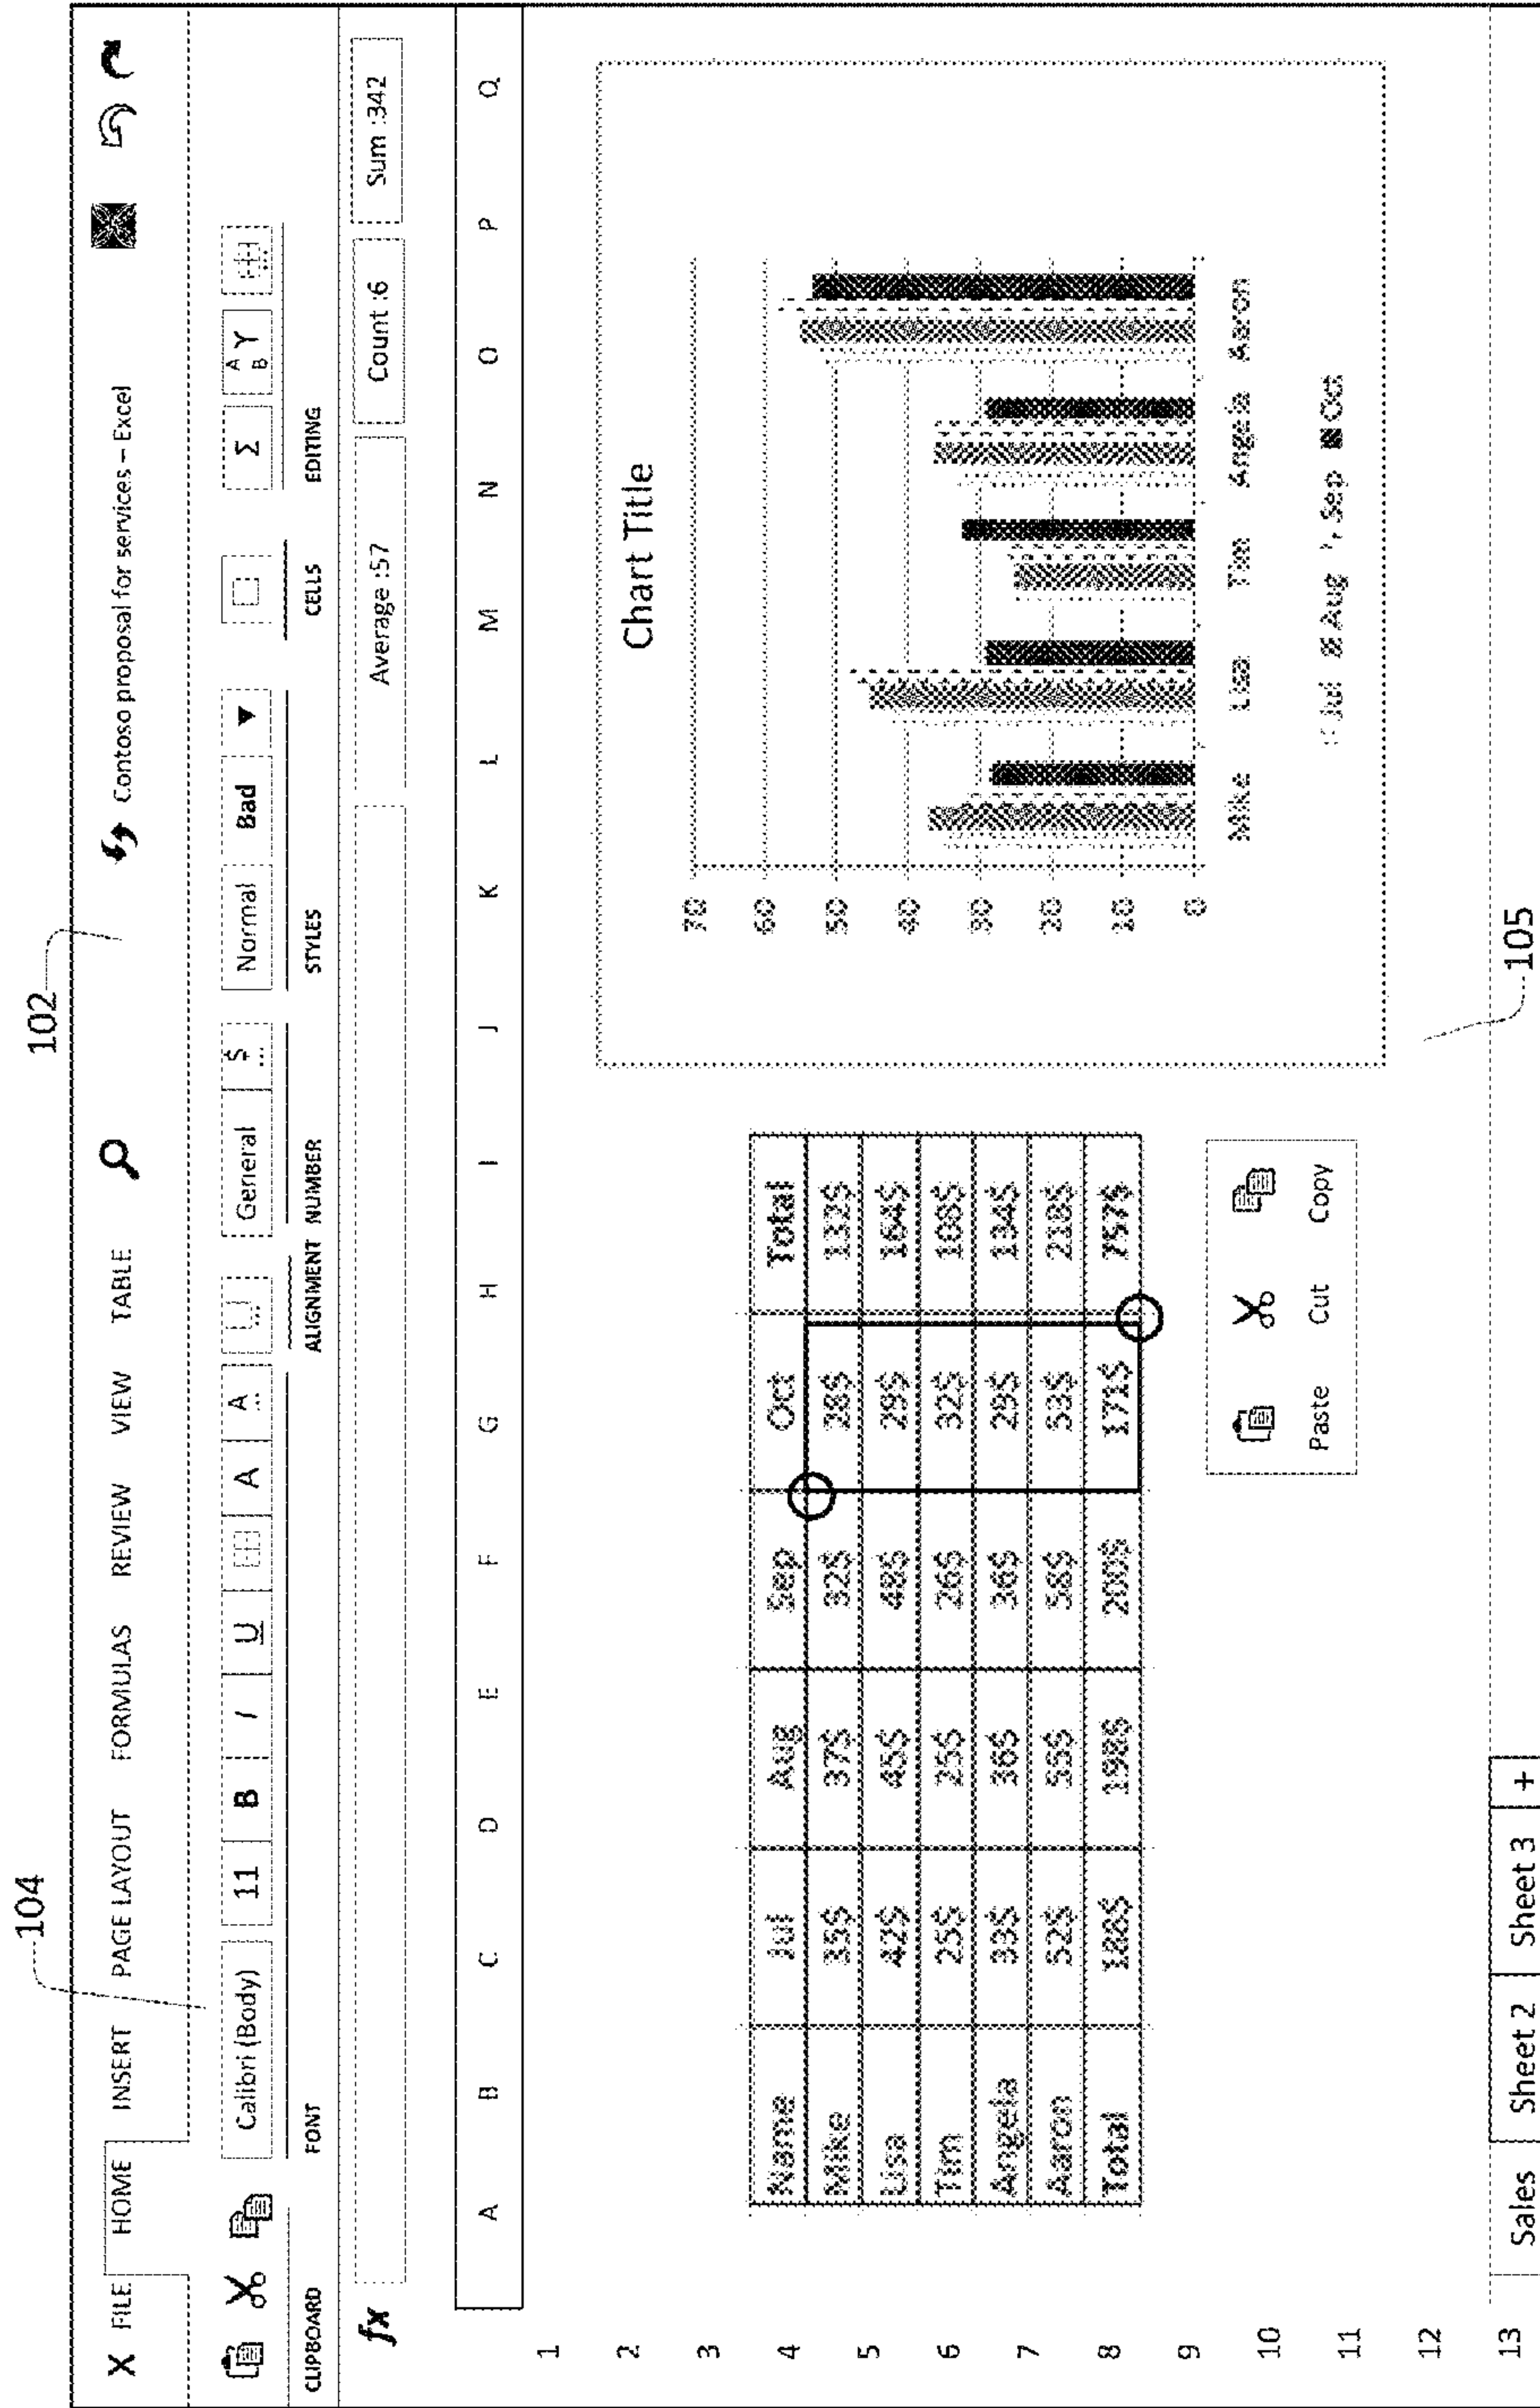 102
104
X FILE HOME INSERT PAGE LAYOUT FORMULAS REVIEW VIEW TABLE Contoso proposal for services – Excel
Calibri (Body) 11 B I U A A General $ Normal Bad ▼ Σ A B Y
CLIPBOARD FONT ALIGNMENT NUMBER STYLES CELLS EDITING
fx Average :57 Count :6 Sum :342
A B C D E F G H I J K L M N O P Q
1
2
3
4
5
6
7
8
9
10
11
12
13
Name Jul Aug Sep Oct Total
Mike 35$ 37$ 32$ 28$ 132$
Lisa 42$ 45$ 48$ 29$ 164$
Tim 25$ 25$ 26$ 32$ 108$
Angela 33$ 36$ 36$ 29$ 134$
Aaron 52$ 55$ 58$ 53$ 218$
Total 188$ 198$ 200$ 171$ 757$
Paste Cut Copy
Chart Title
70
60
50
40
30
20
10
0
Mike Lisa Tim Angela Aaron
Jul Aug Sep Oct
Sales Sheet 2 Sheet 3 +
105